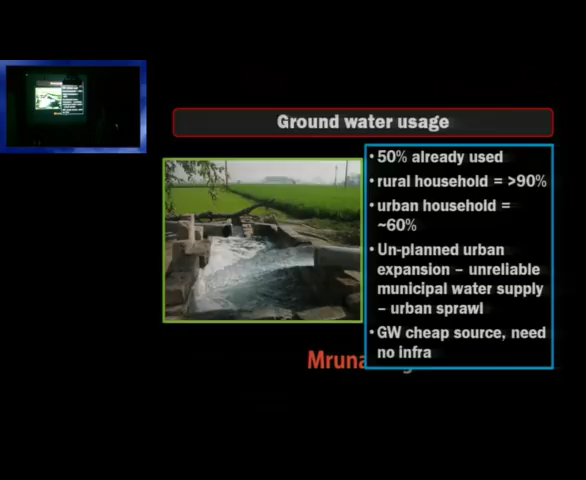 Ground water usage
• 50% already used
• rural household = >90%
• urban household =
~60%
• Un-planned urban
expansion – unreliable
municipal water supply
– urban sprawl
• GW cheap source, need
no infra